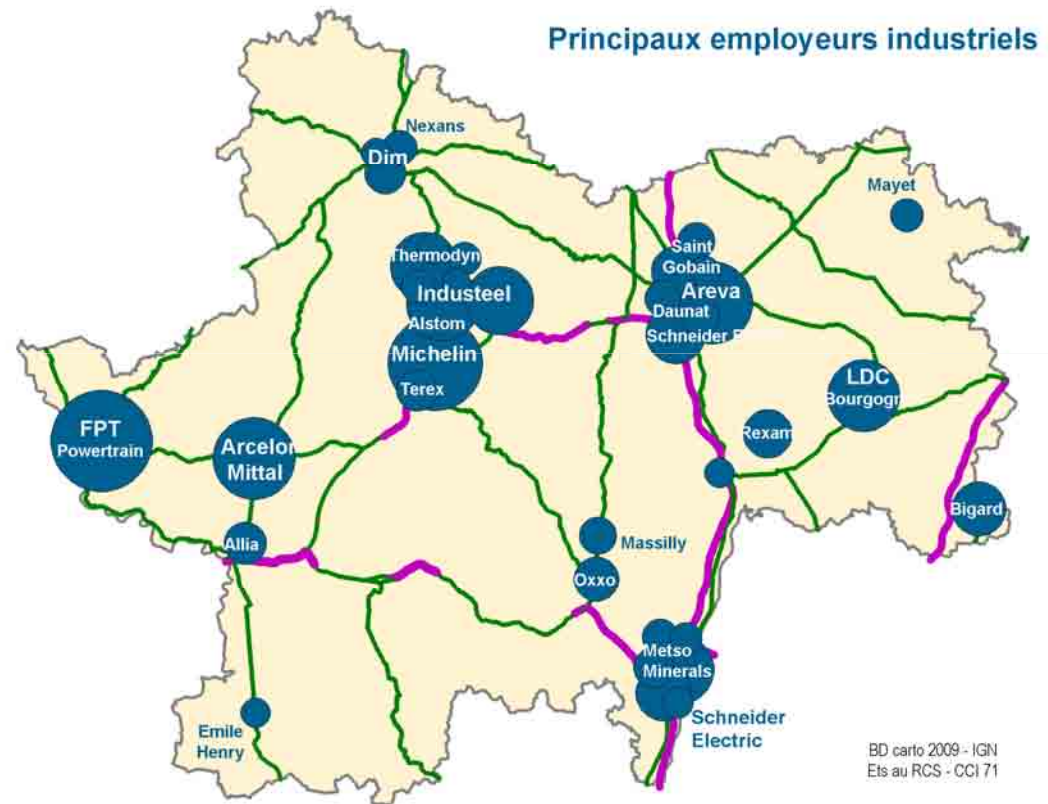 Principaux employeurs industriels
Nexans
Dim
Mayet
Thermodyn
Saint
Gobain
Industeel
Areva
Alstom
Daunat
Schneider E
Michelin
Terex
LDC
Bourgogn
FPT
Powertrain
Rexam
Arcelor
Mittal
Bigard
Allia
Massilly
Oxxo
Metso
Minerals
Schneider
Electric
Emile
Henry
BD carto 2009 - IGN
Ets au RCS - CCI 71